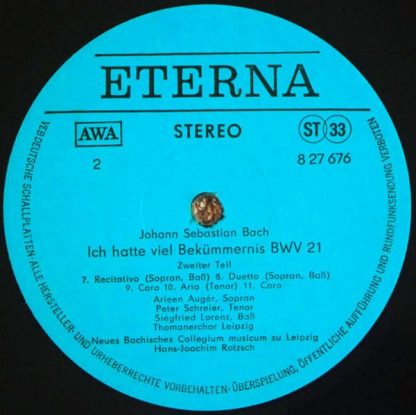 ETERNA
AWA
STEREO
ST 33
2
8 27 676
Johann Sebastian Bach
Ich hatte viel Bekümmernis BWV 21
Zweiter Teil
7. Recitativo (Sopran, Baß) 8. Duetto (Sopran, Baß)
9. Coro 10. Aria (Tenor) 11. Coro
Arleen Augér, Sopran
Peter Schreier, Tenor
Siegfried Lorenz, Baß
Thomanerchor Leipzig
Neues Bachisches Collegium musicum zu Leipzig
Hans-Joachim Rotzsch
VEB DEUTSCHE SCHALLPLATTEN · ALLE HERSTELLER- UND URHEBERRECHTE VORBEHALTEN · ÜBERSPIELUNG, ÖFFENTLICHE AUFFÜHRUNG UND RUNDFUNKSENDUNG VERBOTEN